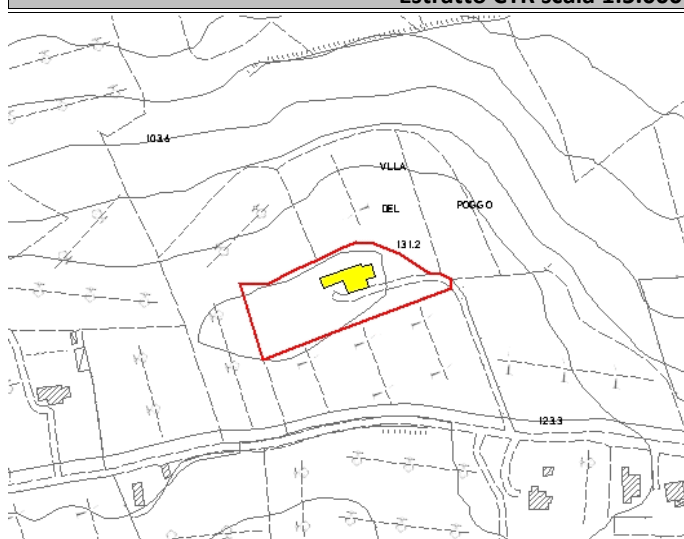 Estratto CTR scala 1:5.000
103.6
VLLA
DEL
POGGO
131.2
123.3